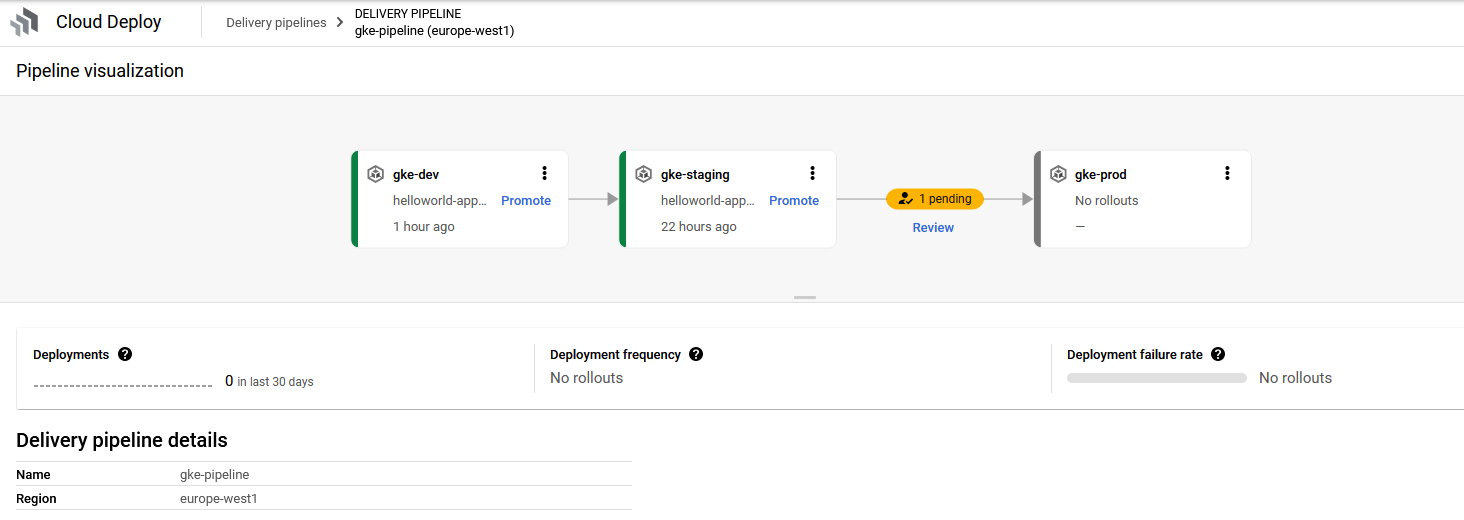 Cloud Deploy
Delivery pipelines
DELIVERY PIPELINE
gke-pipeline (europe-west1)
Pipeline visualization
gke-dev
helloworld-app... Promote
1 hour ago
gke-staging
helloworld-app... Promote
22 hours ago
1 pending
Review
gke-prod
No rollouts
—
Deployments ?
0 in last 30 days
Deployment frequency ?
No rollouts
Deployment failure rate ?
No rollouts
Delivery pipeline details
Name gke-pipeline
Region europe-west1